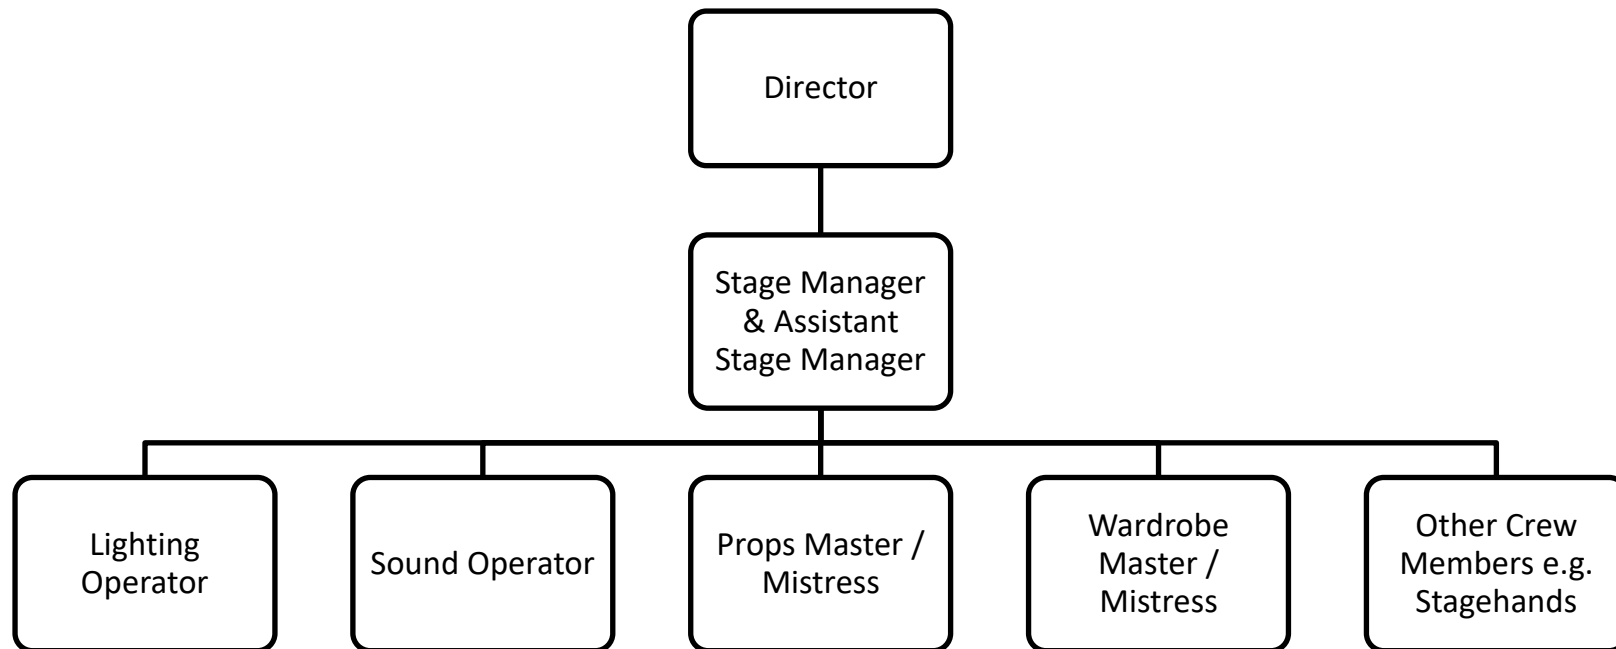 Director
Stage Manager
& Assistant
Stage Manager
Lighting
Operator
Sound Operator
Props Master /
Mistress
Wardrobe
Master /
Mistress
Other Crew
Members e.g.
Stagehands